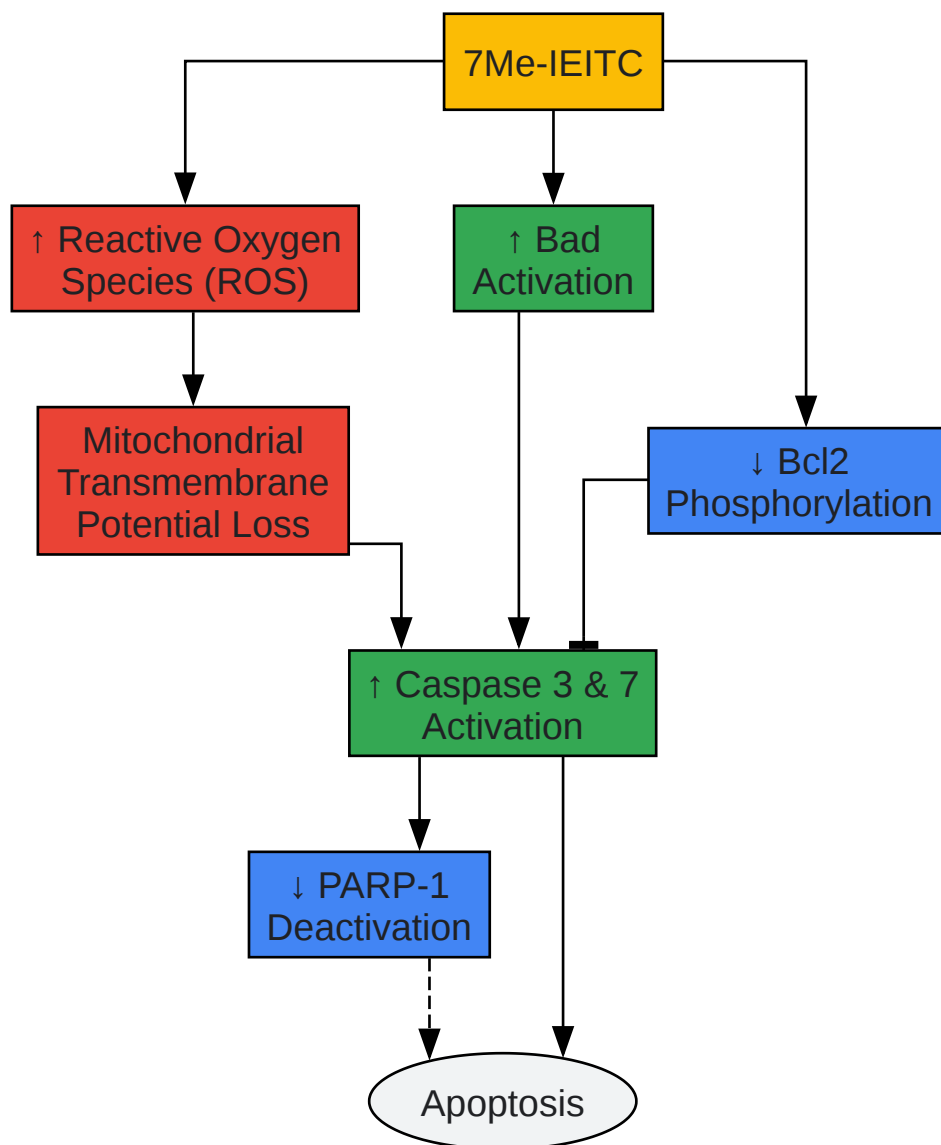 7Me-IEITC
↑ Reactive Oxygen
Species (ROS)
↑ Bad
Activation
Mitochondrial
Transmembrane
Potential Loss
↓ Bcl2
Phosphorylation
↑ Caspase 3 & 7
Activation
↓ PARP-1
Deactivation
Apoptosis